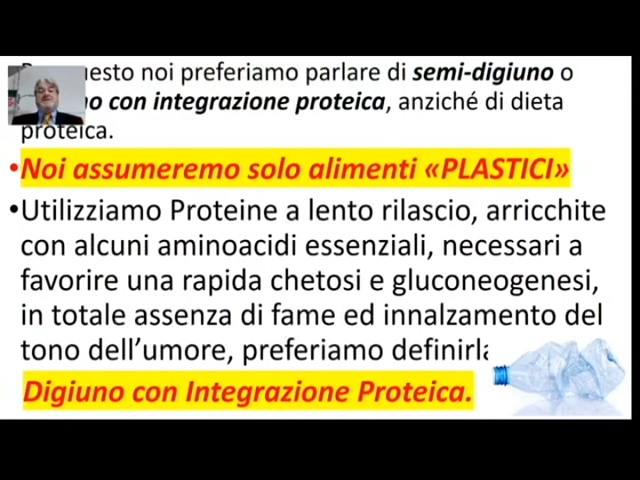 uesto noi preferiamo parlare di semi-digiuno o
con integrazione proteica, anziché di dieta
proteica.
•Noi assumeremo solo alimenti «PLASTICI»
•Utilizziamo Proteine a lento rilascio, arricchite
con alcuni aminoacidi essenziali, necessari a
favorire una rapida chetosi e gluconeogenesi,
in totale assenza di fame ed innalzamento del
tono dell’umore, preferiamo definirla
Digiuno con Integrazione Proteica.